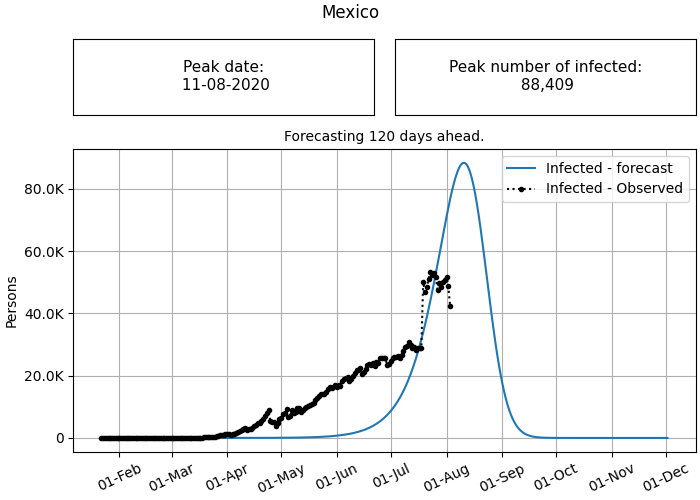 Mexico
Peak date:
11-08-2020
Peak number of infected:
88,409
Forecasting 120 days ahead.
Infected - forecast
Infected - Observed
Persons
80.0K
60.0K
40.0K
20.0K
0
01-Feb
01-Mar
01-Apr
01-May
01-Jun
01-Jul
01-Aug
01-Sep
01-Oct
01-Nov
01-Dec